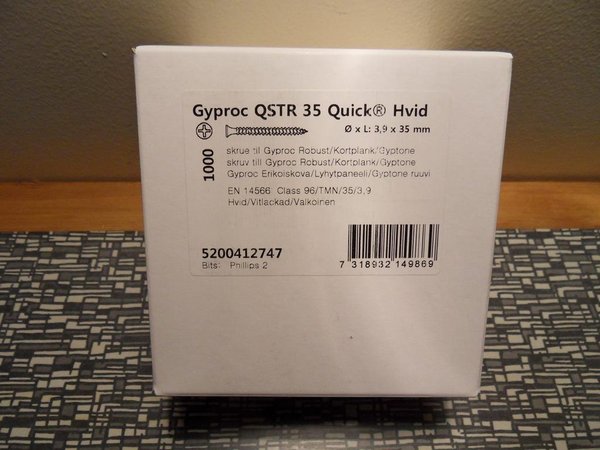 Gyproc QSTR 35 Quick® Hvid
Ø x L: 3,9 x 35 mm
1000
skrue til Gyproc Robust/Kortplank/Gyptone
skruv till Gyproc Robust/Kortplank/Gyptone
Gyproc Erikoiskova/Lyhytpaneeli/Gyptone ruuvi
EN 14566 Class 96/TMN/35/3,9
Hvid/Vitlackad/Valkoinen
5200412747
Bits: Phillips 2
7 318932 149869